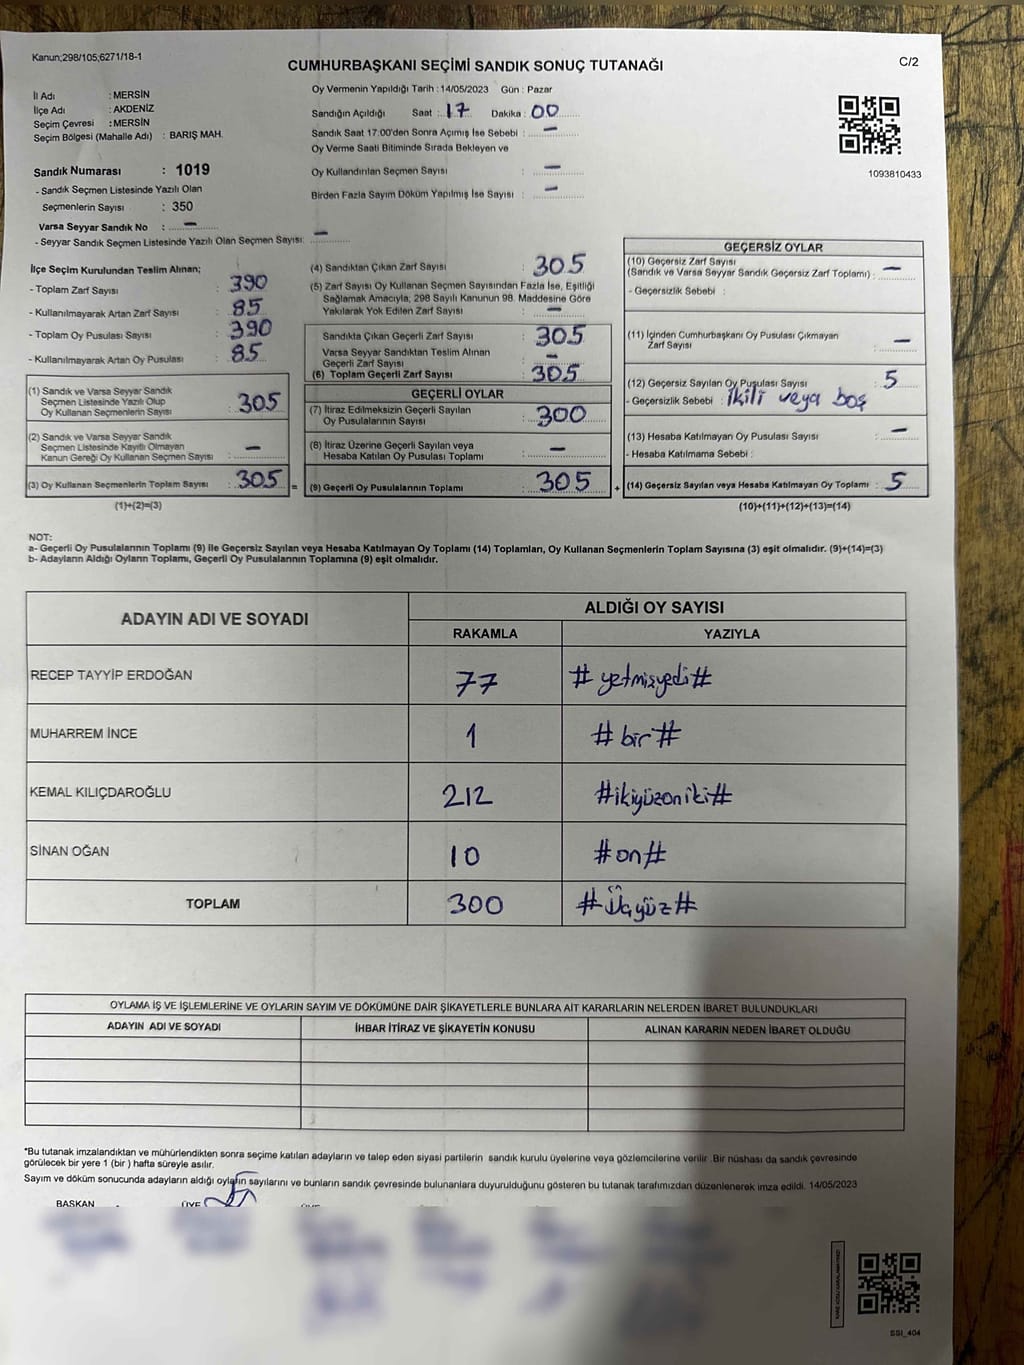 Kanun;298/105;6271/18-1
CUMHURBAŞKANI SEÇİMİ SANDIK SONUÇ TUTANAĞI
C/2
İl Adı : MERSİN
İlçe Adı : AKDENİZ
Seçim Çevresi : MERSİN
Seçim Bölgesi (Mahalle Adı) : BARIŞ MAH.
Sandık Numarası : 1019
- Sandık Seçmen Listesinde Yazılı Olan
Seçmenlerin Sayısı : 350
Varsa Seyyar Sandık No : —
- Seyyar Sandık Seçmen Listesinde Yazılı Olan Seçmen Sayısı: —
Oy Vermenin Yapıldığı Tarih : 14/05/2023 Gün : Pazar
Sandığın Açıldığı Saat : 17 Dakika : 00
Sandık Saat 17:00'den Sonra Açımış İse Sebebi : —
Oy Verme Saati Bitiminde Sırada Bekleyen ve
Oy Kullandırılan Seçmen Sayısı : —
Birden Fazla Sayım Döküm Yapılmış İse Sayısı : —
1093810433
İlçe Seçim Kurulundan Teslim Alınan;
- Toplam Zarf Sayısı : 390
- Kullanılmayarak Artan Zarf Sayısı : 85
- Toplam Oy Pusulası Sayısı : 390
- Kullanılmayarak Artan Oy Pusulası : 85
(1) Sandık ve Varsa Seyyar Sandık
Seçmen Listesinde Yazılı Olup
Oy Kullanan Seçmenlerin Sayısı : 305
(2) Sandık ve Varsa Seyyar Sandık
Seçmen Listesinde Kayıtlı Olmayan
Kanun Gereği Oy Kullanan Seçmen Sayısı : —
(3) Oy Kullanan Seçmenlerin Toplam Sayısı : 305 =
(1)+(2)=(3)
(4) Sandıktan Çıkan Zarf Sayısı : 305
(5) Zarf Sayısı Oy Kullanan Seçmen Sayısından Fazla İse, Eşitliği
Sağlamak Amacıyla; 298 Sayılı Kanunun 98. Maddesine Göre
Yakılarak Yok Edilen Zarf Sayısı : —
Sandıkta Çıkan Geçerli Zarf Sayısı : 305
Varsa Seyyar Sandıktan Teslim Alınan
Geçerli Zarf Sayısı : —
(6) Toplam Geçerli Zarf Sayısı : 305
GEÇERLİ OYLAR
(7) İtiraz Edilmeksizin Geçerli Sayılan
Oy Pusulalarının Sayısı : 300
(8) İtiraz Üzerine Geçerli Sayılan veya
Hesaba Katılan Oy Pusulası Toplamı : —
(9) Geçerli Oy Pusulalarının Toplamı : 305 +
GEÇERSİZ OYLAR
(10) Geçersiz Zarf Sayısı
(Sandık ve Varsa Seyyar Sandık Geçersiz Zarf Toplamı) : —
- Geçersizlik Sebebi :
(11) İçinden Cumhurbaşkanı Oy Pusulası Çıkmayan
Zarf Sayısı : —
(12) Geçersiz Sayılan Oy Pusulası Sayısı : 5
- Geçersizlik Sebebi : ikili veya boş
(13) Hesaba Katılmayan Oy Pusulası Sayısı : —
- Hesaba Katılmama Sebebi :
(14) Geçersiz Sayılan veya Hesaba Katılmayan Oy Toplamı : 5
(10)+(11)+(12)+(13)=(14)
NOT:
a- Geçerli Oy Pusulalarının Toplamı (9) İle Geçersiz Sayılan veya Hesaba Katılmayan Oy Toplamı (14) Toplamları, Oy Kullanan Seçmenlerin Toplam Sayısına (3) eşit olmalıdır. (9)+(14)=(3)
b- Adayların Aldığı Oyların Toplamı, Geçerli Oy Pusulalarının Toplamına (9) eşit olmalıdır.
ADAYIN ADI VE SOYADI ALDIĞI OY SAYISI
RAKAMLA YAZIYLA
RECEP TAYYİP ERDOĞAN 77 # yetmişyedi #
MUHARREM İNCE 1 # bir #
KEMAL KILIÇDAROĞLU 212 #ikiyüzoniki#
SİNAN OĞAN 10 #on#
TOPLAM 300 #Üçyüz#
OYLAMA İŞ VE İŞLEMLERİNE VE OYLARIN SAYIM VE DÖKÜMÜNE DAİR ŞİKAYETLERLE BUNLARA AİT KARARLARIN NELERDEN İBARET BULUNDUKLARI
ADAYIN ADI VE SOYADI İHBAR İTİRAZ VE ŞİKAYETİN KONUSU ALINAN KARARIN NEDEN İBARET OLDUĞU
*Bu tutanak imzalandıktan ve mühürlendikten sonra seçime katılan adayların ve talep eden siyasi partilerin sandık kurulu üyelerine veya gözlemcilerine verilir .Bir nüshası da sandık çevresinde
görülecek bir yere 1 (bir ) hafta süreyle asılır.
Sayım ve döküm sonucunda adayların aldığı oyların sayılarını ve bunların sandık çevresinde bulunanlara duyurulduğunu gösteren bu tutanak tarafımızdan düzenlenerek imza edildi. 14/05/2023
BAŞKAN ÜYE
SSI_404